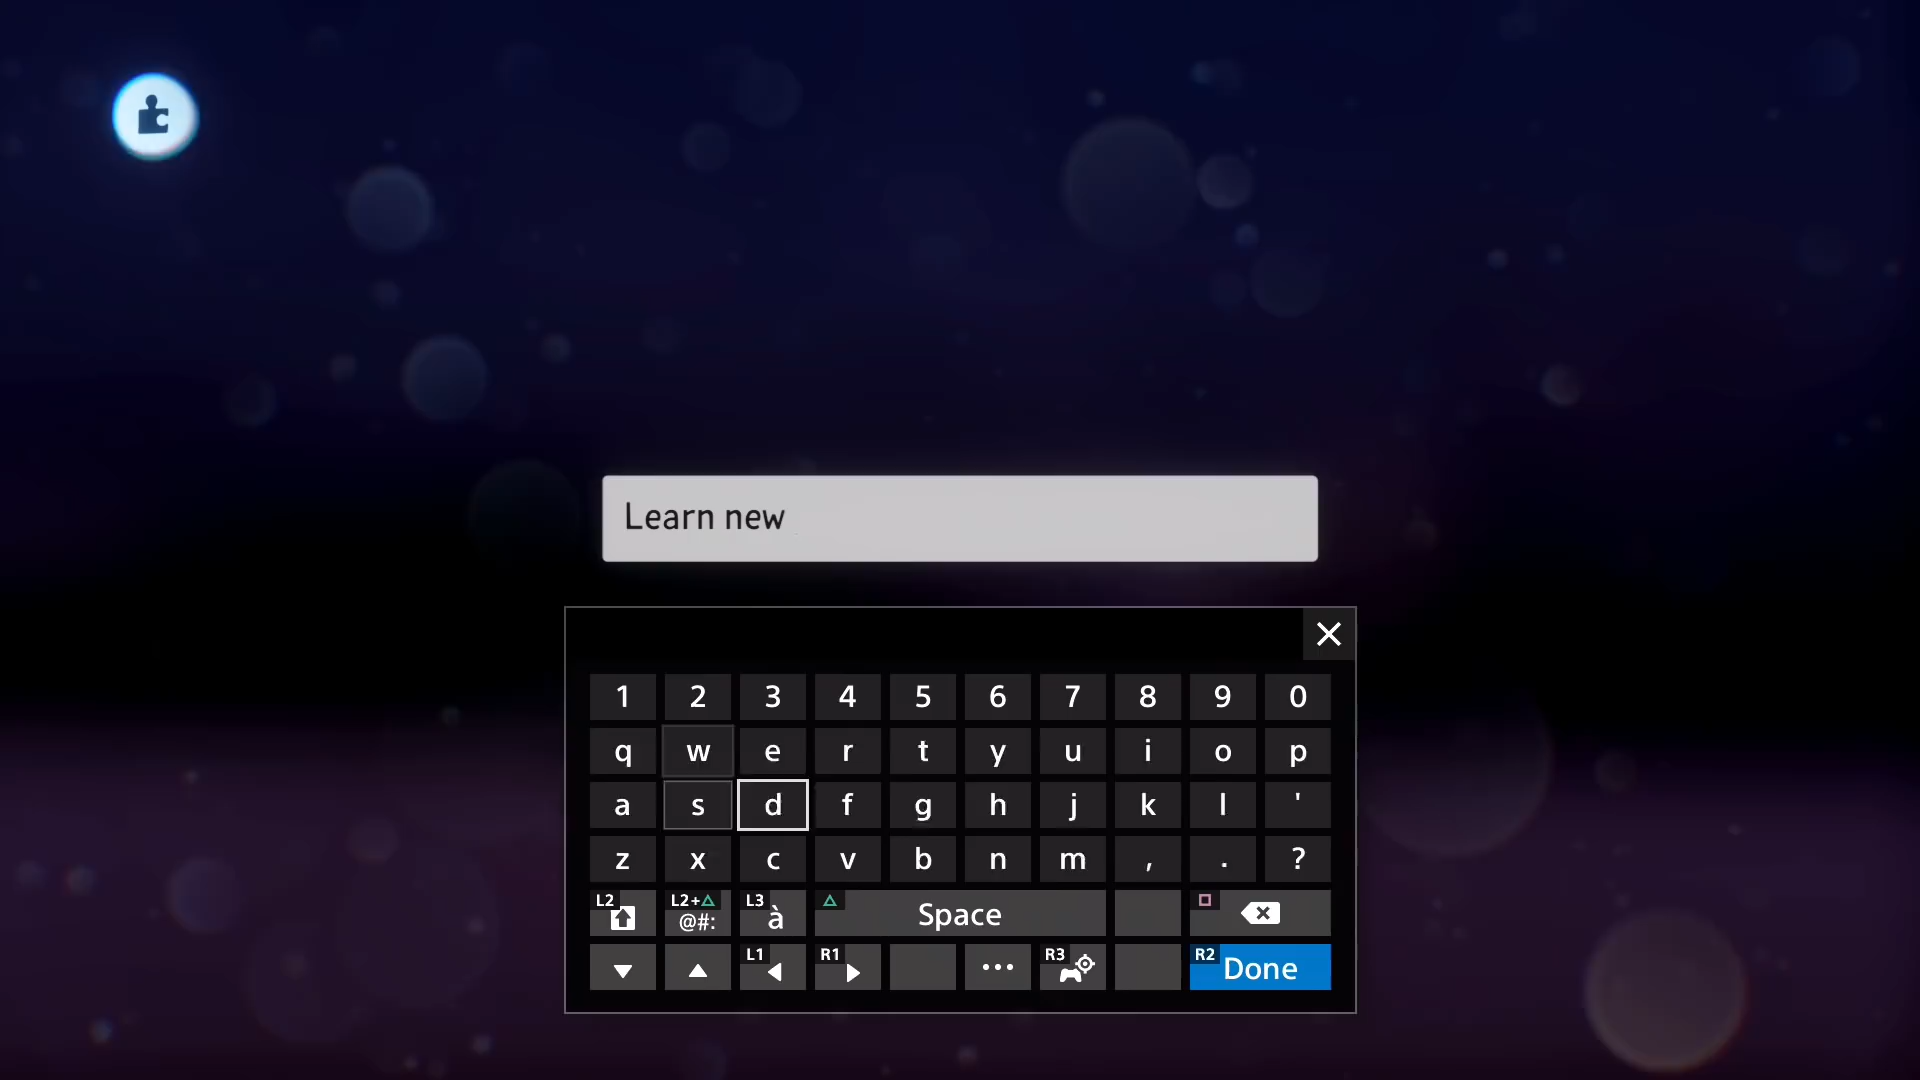 Learn new
1 2 3 4 5 6 7 8 9 0
q w e r t y u i o p
a s d f g h j k l '
z x c v b n m , . ?
L2 L2+△ @#: L3 à △ Space □
L1 R1 ... R3 R2 Done